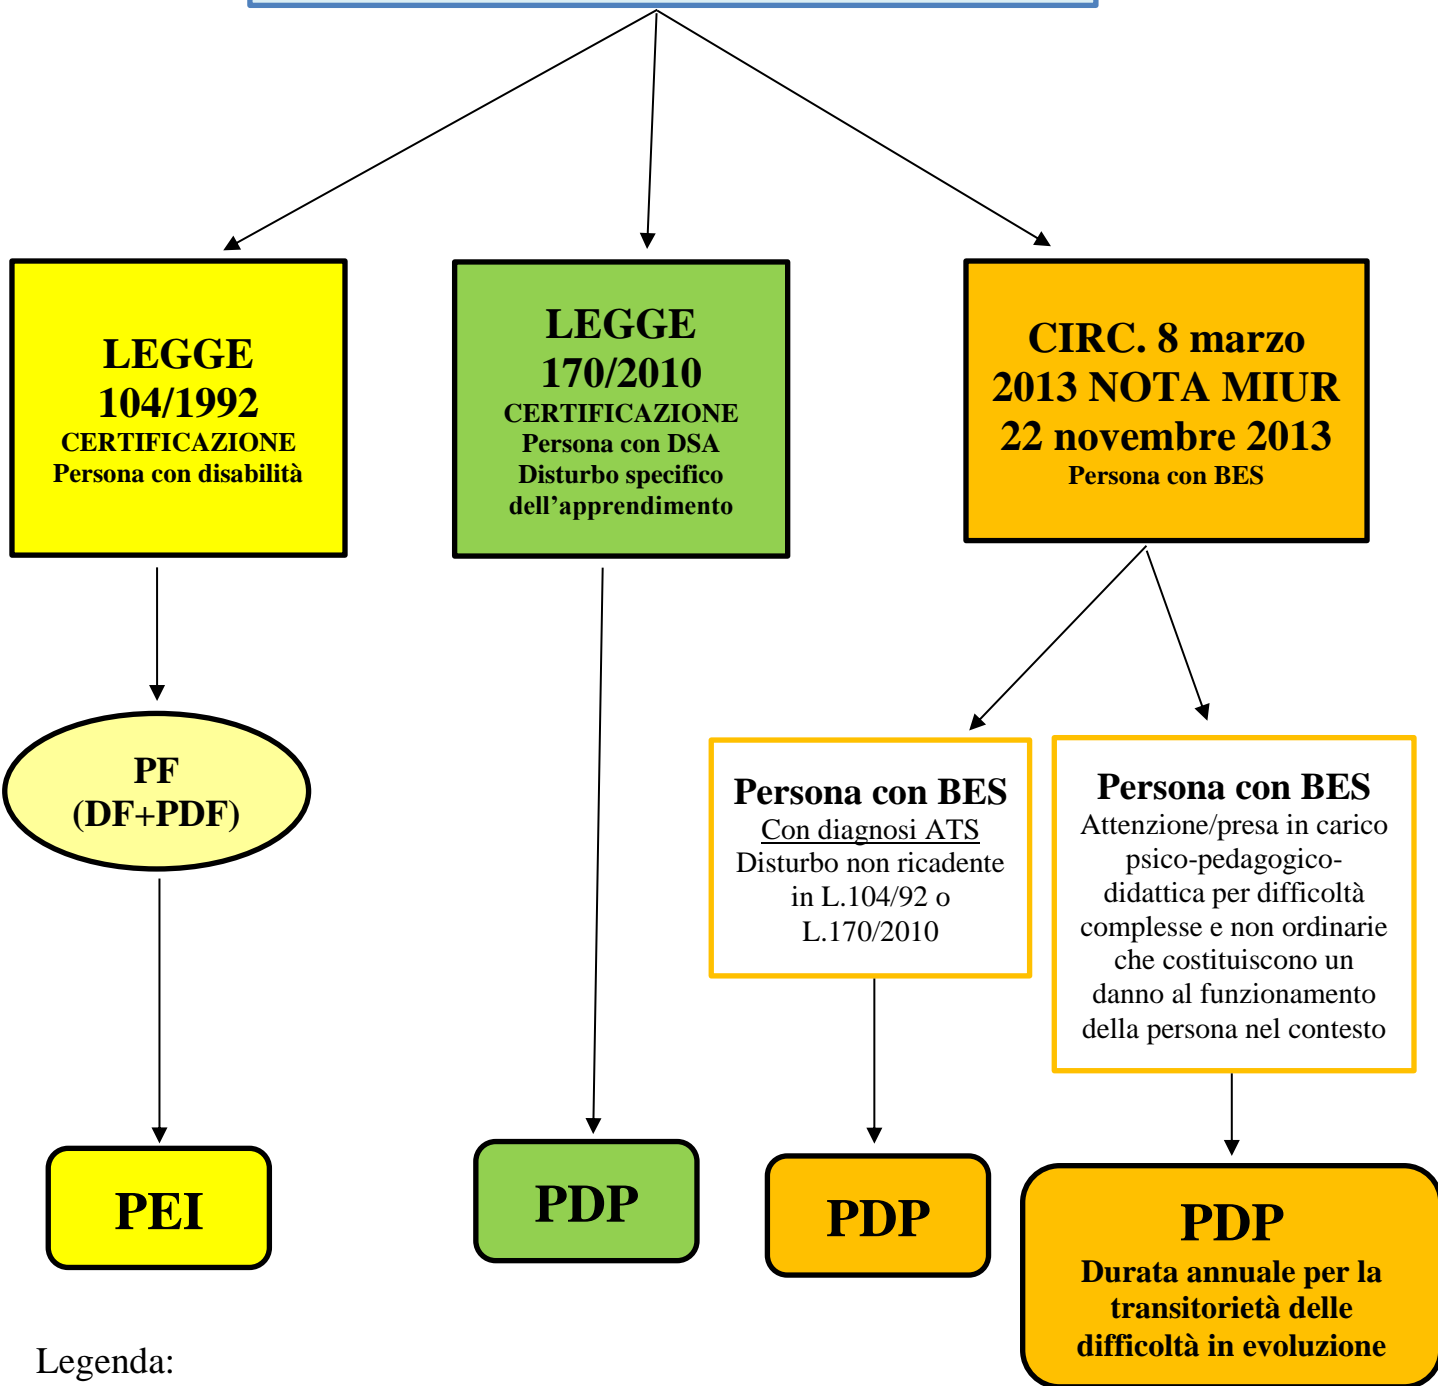 LEGGE
104/1992
CERTIFICAZIONE
Persona con disabilità
LEGGE
170/2010
CERTIFICAZIONE
Persona con DSA
Disturbo specifico
dell’apprendimento
CIRC. 8 marzo
2013 NOTA MIUR
22 novembre 2013
Persona con BES
PF
(DF+PDF)
Persona con BES
Con diagnosi ATS
Disturbo non ricadente
in L.104/92 o
L.170/2010
Persona con BES
Attenzione/presa in carico
psico-pedagogico-
didattica per difficoltà
complesse e non ordinarie
che costituiscono un
danno al funzionamento
della persona nel contesto
PEI
PDP
PDP
PDP
Durata annuale per la
transitorietà delle
difficoltà in evoluzione
Legenda: